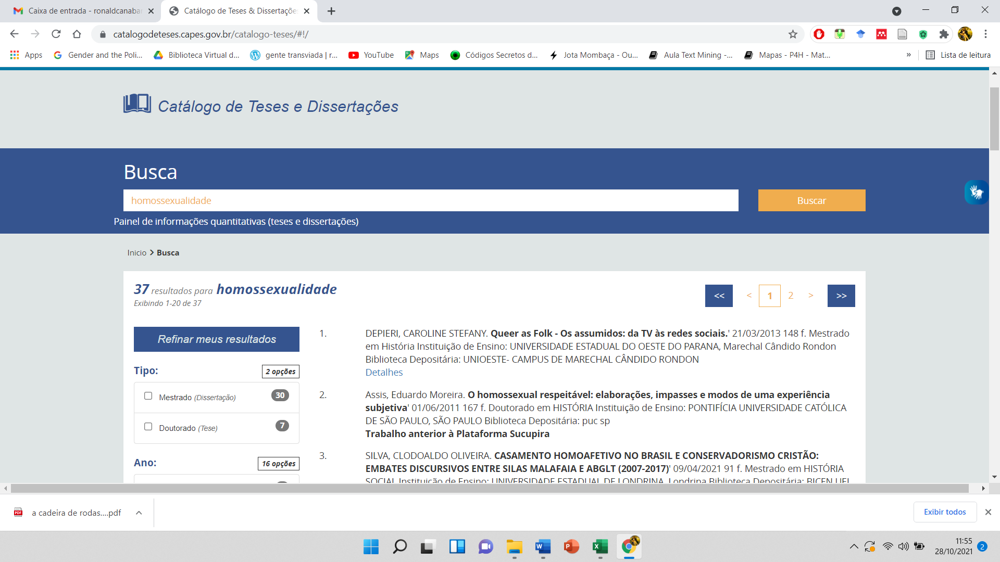 Caixa de entrada - ronaldcanabar
Catálogo de Teses & Dissertaçõe
catalogodeteses.capes.gov.br/catalogo-teses/#!/
Apps
Gender and the Poli...
Biblioteca Virtual d...
gente transviada | r...
YouTube
Maps
Códigos Secretos d...
Jota Mombaça - Ou...
Aula Text Mining -...
Mapas - P4H - Mat...
»
Lista de leitura
Catálogo de Teses e Dissertações
Busca
homossexualidade
Buscar
Painel de informações quantitativas (teses e dissertações)
Inicio > Busca
37 resultados para homossexualidade
Exibindo 1-20 de 37
<< < 1 2 > >>
Refinar meus resultados
Tipo:
2 opções
Mestrado (Dissertação)
30
Doutorado (Tese)
7
Ano:
16 opções
1.
DEPIERI, CAROLINE STEFANY. Queer as Folk - Os assumidos: da TV às redes sociais.' 21/03/2013 148 f. Mestrado
em História Instituição de Ensino: UNIVERSIDADE ESTADUAL DO OESTE DO PARANA, Marechal Cândido Rondon
Biblioteca Depositária: UNIOESTE- CAMPUS DE MARECHAL CÂNDIDO RONDON
Detalhes
2.
Assis, Eduardo Moreira. O homossexual respeitável: elaborações, impasses e modos de uma experiência
subjetiva' 01/06/2011 167 f. Doutorado em HISTÓRIA Instituição de Ensino: PONTIFÍCIA UNIVERSIDADE CATÓLICA
DE SÃO PAULO, SÃO PAULO Biblioteca Depositária: puc sp
Trabalho anterior à Plataforma Sucupira
3.
SILVA, CLODOALDO OLIVEIRA. CASAMENTO HOMOAFETIVO NO BRASIL E CONSERVADORISMO CRISTÃO:
EMBATES DISCURSIVOS ENTRE SILAS MALAFAIA E ABGLT (2007-2017)' 09/04/2021 91 f. Mestrado em HISTÓRIA
SOCIAL Instituição de Ensino: UNIVERSIDADE ESTADUAL DE LONDRINA, Londrina Biblioteca Depositária: BICEN UEL
PDF
a cadeira de rodas....pdf
Exibir todos
W
P
X
11:55
28/10/2021
2